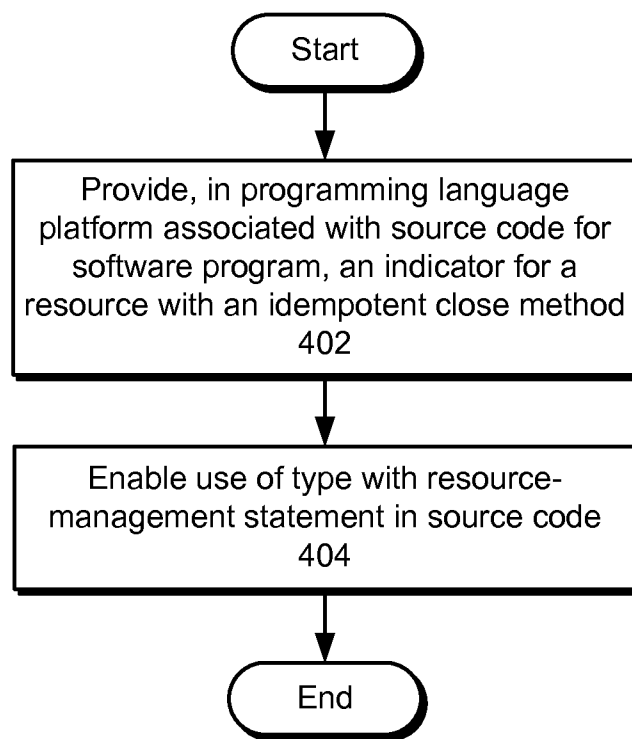 Start
Provide, in programming language
platform associated with source code for
software program, an indicator for a
resource with an idempotent close method
402
Enable use of type with resource-
management statement in source code
404
End